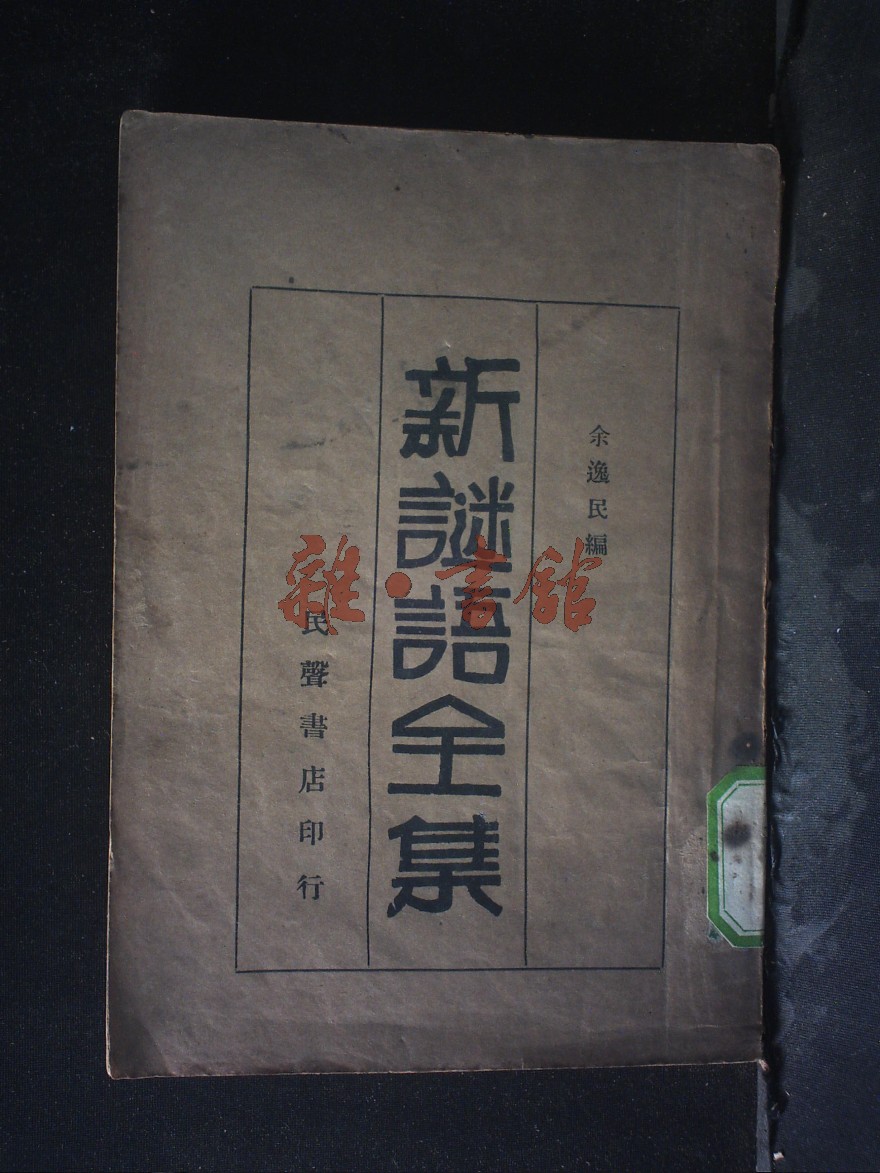 余逸民編
新謎語全集
民聲書店印行
雜·書館